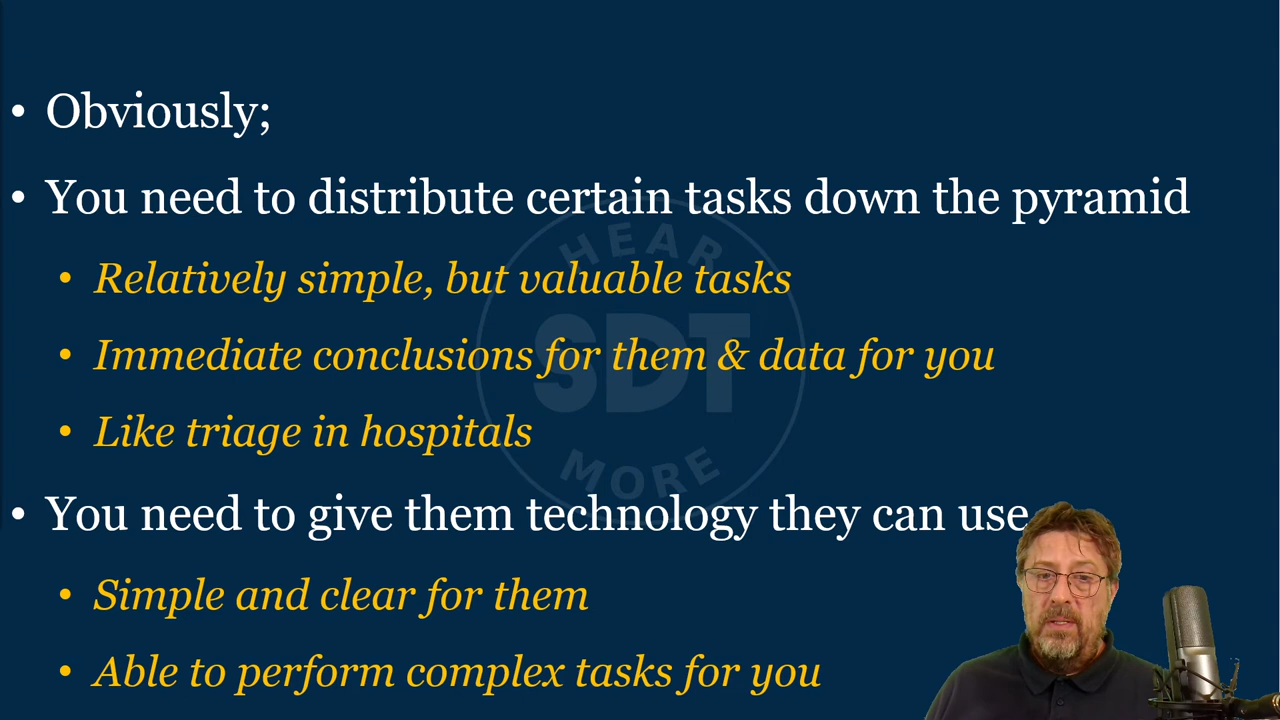 • Obviously;
• You need to distribute certain tasks down the pyramid
• Relatively simple, but valuable tasks
• Immediate conclusions for them & data for you
• Like triage in hospitals
• You need to give them technology they can use
• Simple and clear for them
• Able to perform complex tasks for you
HEAR
SDT
MORE